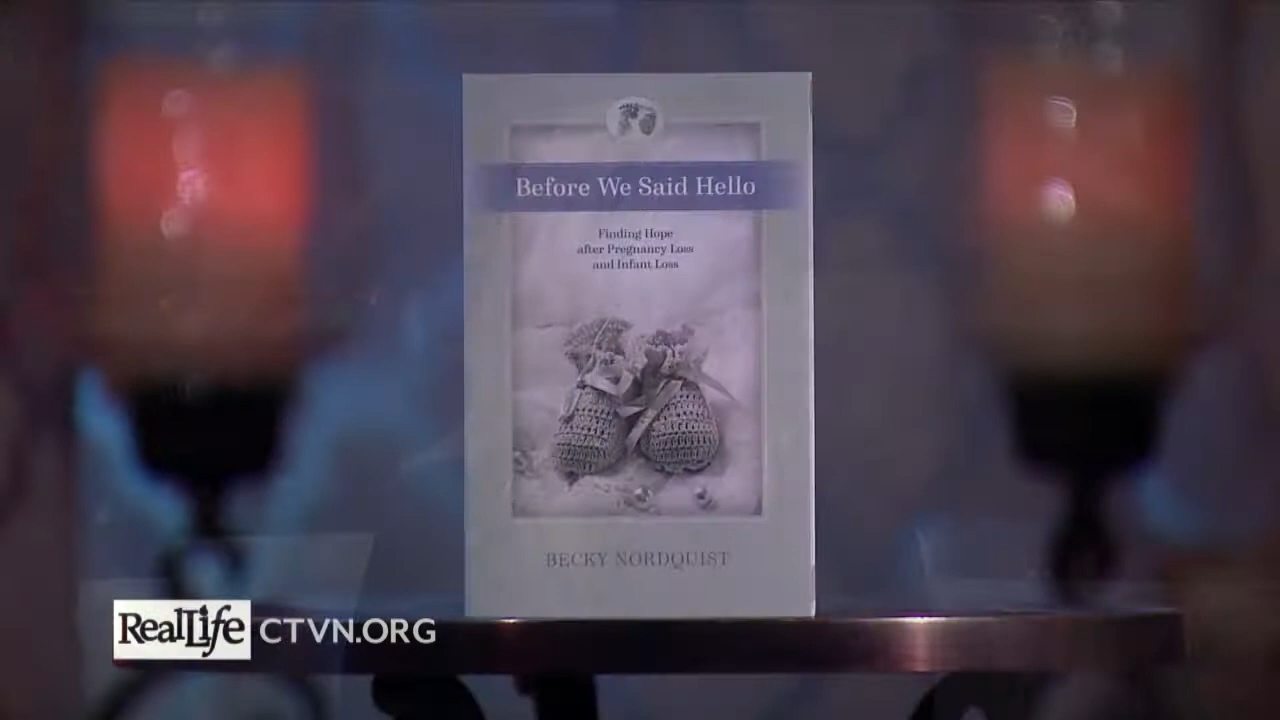 Before We Said Hello
Finding Hope
after Pregnancy Loss
and Infant Loss
BECKY NORDQUIST
RealLife CTVN.ORG